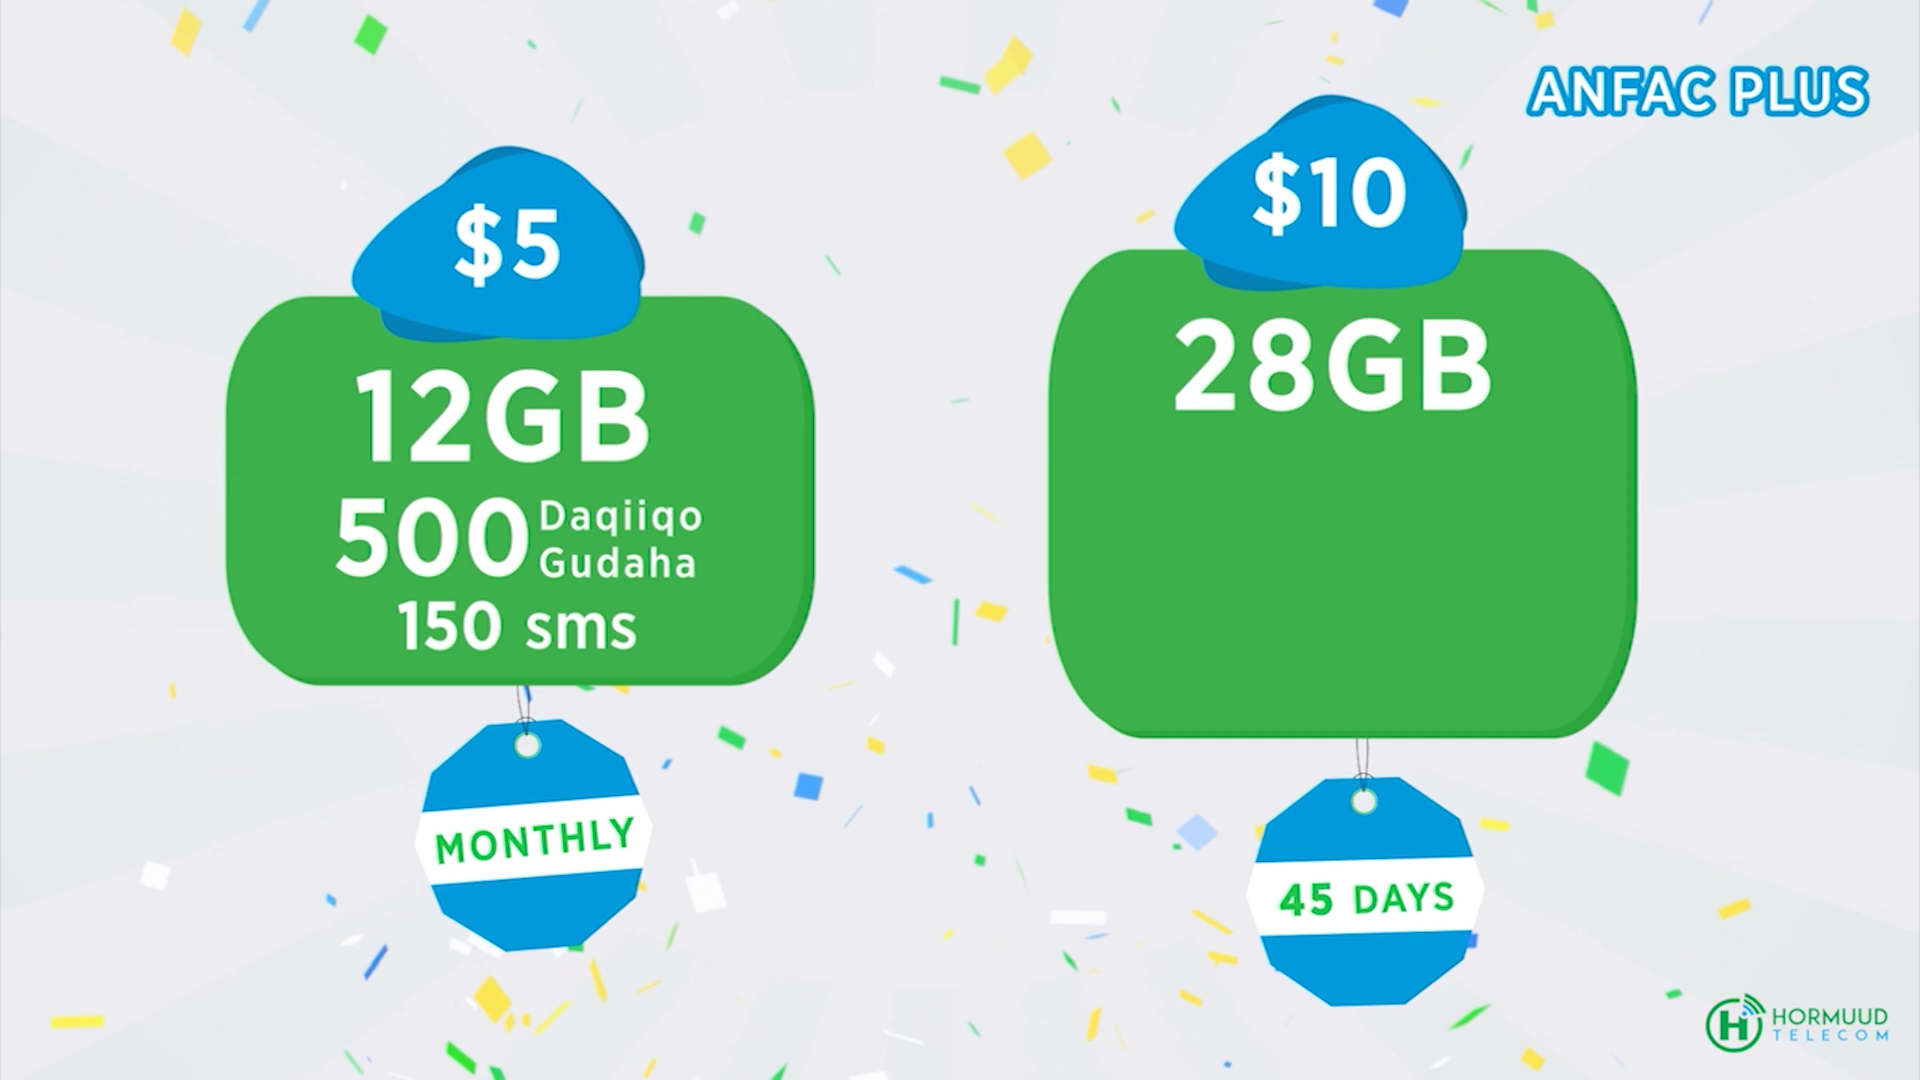 ANFAC PLUS
$5
12GB
500 Daqiiqo
Gudaha
150 sms
MONTHLY
$10
28GB
45 DAYS
HORMUUD
TELECOM